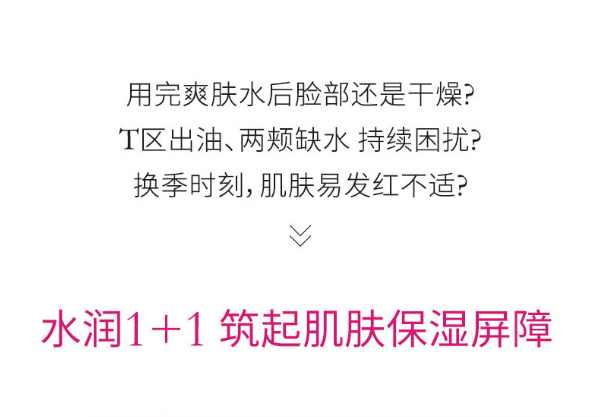 用完爽肤水后脸部还是干燥?
T区出油、两颊缺水 持续困扰?
换季时刻, 肌肤易发红不适?
水润1+1 筑起肌肤保湿屏障